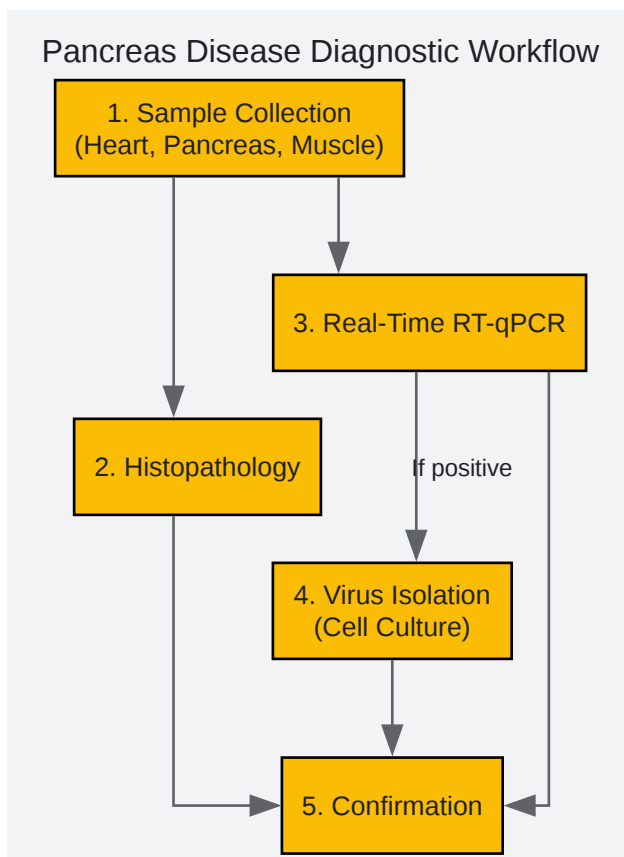 Pancreas Disease Diagnostic Workflow
1. Sample Collection
(Heart, Pancreas, Muscle)
3. Real-Time RT-qPCR
2. Histopathology
If positive
4. Virus Isolation
(Cell Culture)
5. Confirmation